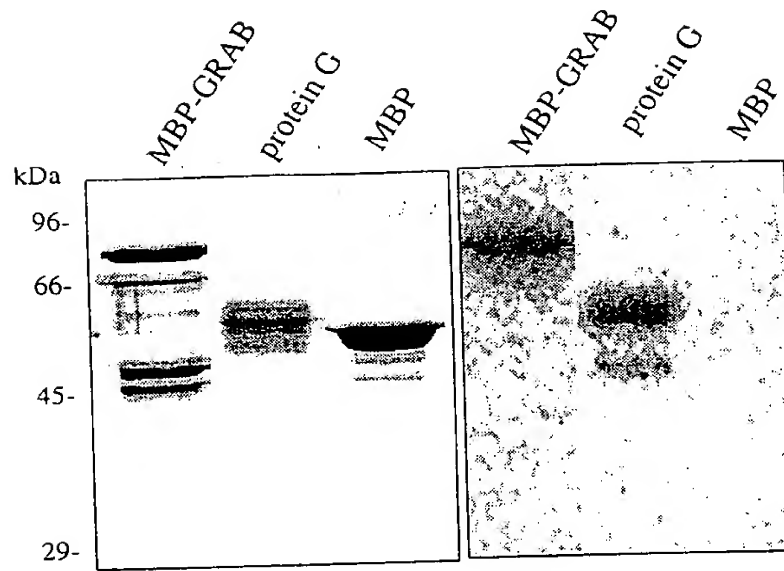 MBP-GRAB
protein G
MBP
MBP-GRAB
protein G
MBP
kDa
96-
66-
45-
29-